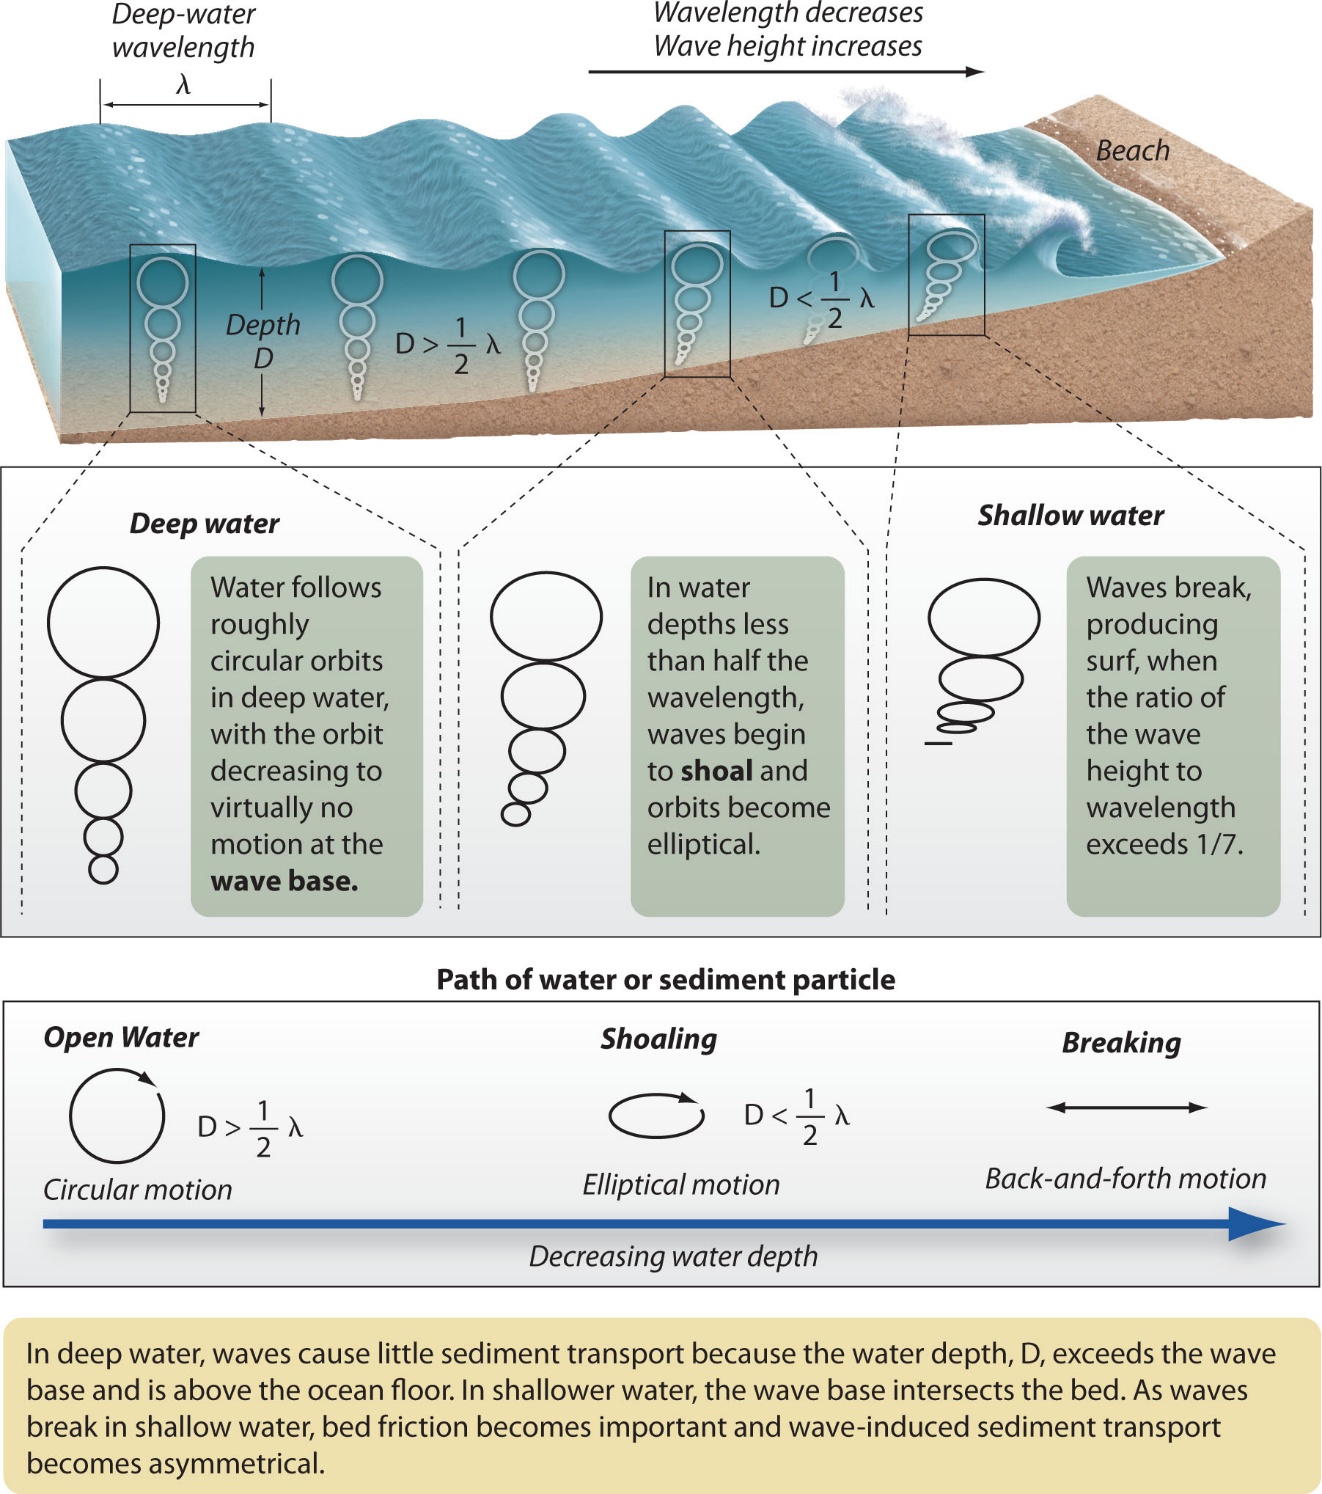 Deep-water
wavelength
λ
Wavelength decreases
Wave height increases
Beach
Depth
D
D > 1/2 λ
D < 1/2 λ
Deep water
Water follows
roughly
circular orbits
in deep water,
with the orbit
decreasing to
virtually no
motion at the
wave base.
In water
depths less
than half the
wavelength,
waves begin
to shoal and
orbits become
elliptical.
Shallow water
Waves break,
producing
surf, when
the ratio of
the wave
height to
wavelength
exceeds 1/7.
Path of water or sediment particle
Open Water
D > 1/2 λ
Circular motion
Shoaling
D < 1/2 λ
Elliptical motion
Breaking
Back-and-forth motion
Decreasing water depth
In deep water, waves cause little sediment transport because the water depth, D, exceeds the wave
base and is above the ocean floor. In shallower water, the wave base intersects the bed. As waves
break in shallow water, bed friction becomes important and wave-induced sediment transport
becomes asymmetrical.